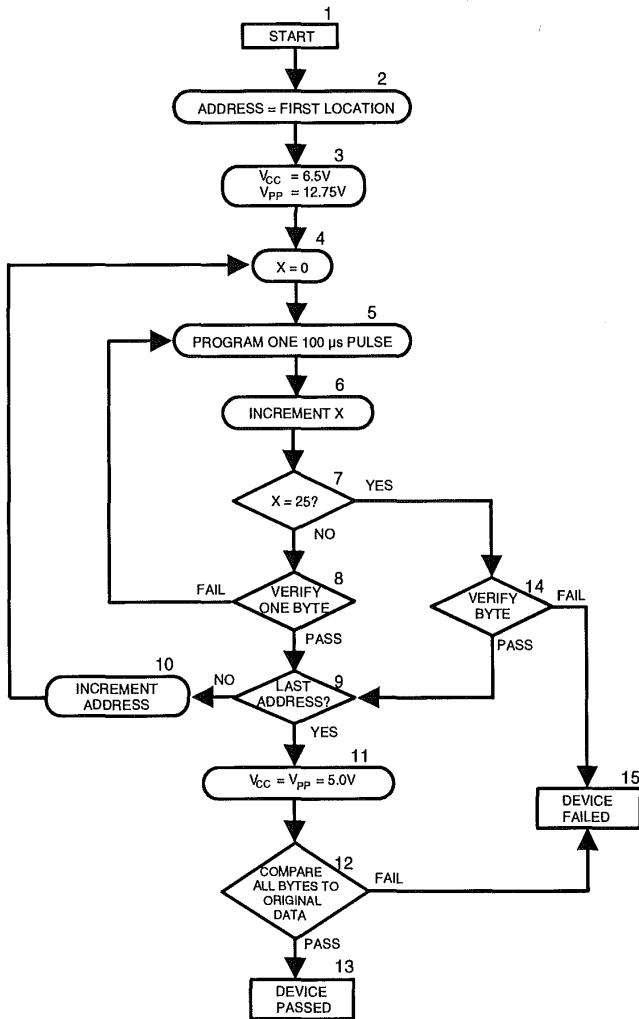 1
START
2
ADDRESS = FIRST LOCATION
3
VCC = 6.5V
VPP = 12.75V
4
X = 0
5
PROGRAM ONE 100 µs PULSE
6
INCREMENT X
7
X = 25?
YES
NO
8
VERIFY
ONE BYTE
FAIL
PASS
14
VERIFY
BYTE
FAIL
PASS
9
LAST
ADDRESS?
NO
YES
10
INCREMENT
ADDRESS
11
VCC = VPP = 5.0V
15
DEVICE
FAILED
12
COMPARE
ALL BYTES TO
ORIGINAL
DATA
FAIL
PASS
13
DEVICE
PASSED